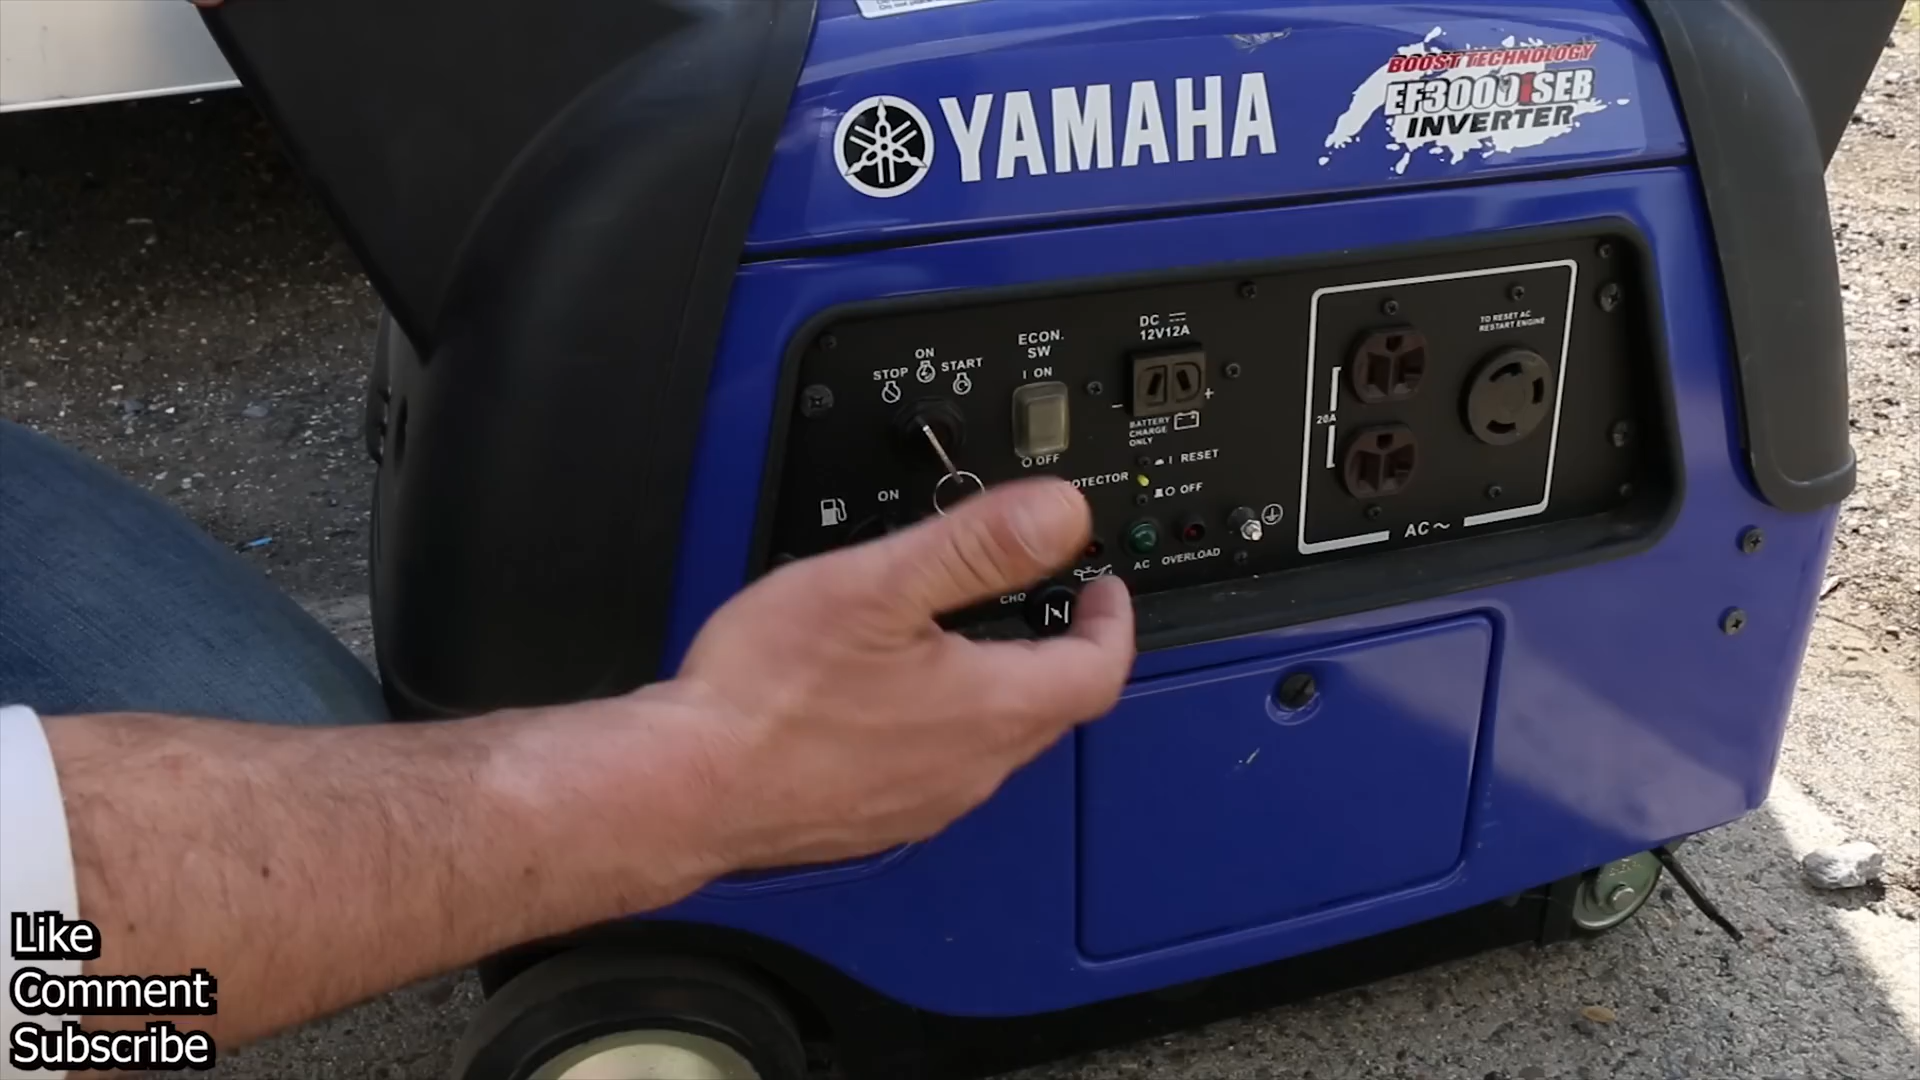 YAMAHA
BOOST TECHNOLOGY
EF3000iSEB
INVERTER
TO RESET AC
RESTART ENGINE
DC
12V12A
ECON.
SW
I ON
O OFF
ON
STOP
START
- +
BATTERY
CHARGE
ONLY
20A
I RESET
OFF
ON
AC
OVERLOAD
AC ~
Like
Comment
Subscribe